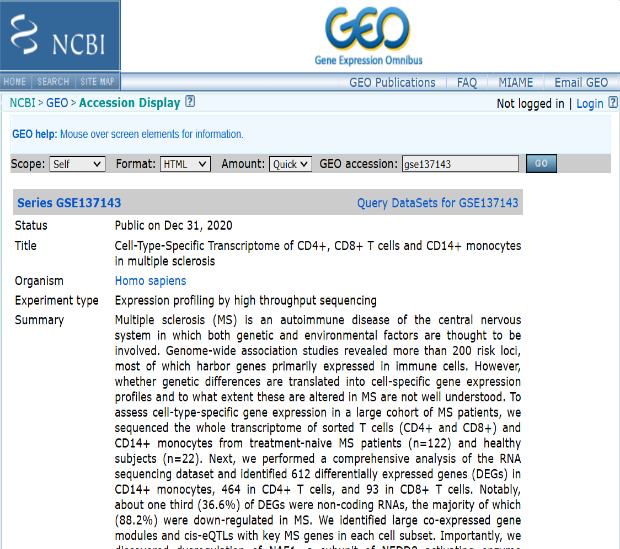 NCBI
GEO
Gene Expression Omnibus
HOME SEARCH SITE MAP
GEO Publications FAQ MIAME Email GEO
NCBI > GEO > Accession Display ?
Not logged in | Login ?
GEO help: Mouse over screen elements for information.
Scope: Self Format: HTML Amount: Quick GEO accession: gse137143 GO
Series GSE137143 Query DataSets for GSE137143
Status Public on Dec 31, 2020
Title Cell-Type-Specific Transcriptome of CD4+, CD8+ T cells and CD14+ monocytes
in multiple sclerosis
Organism Homo sapiens
Experiment type Expression profiling by high throughput sequencing
Summary Multiple sclerosis (MS) is an autoimmune disease of the central nervous
system in which both genetic and environmental factors are thought to be
involved. Genome-wide association studies revealed more than 200 risk loci,
most of which harbor genes primarily expressed in immune cells. However,
whether genetic differences are translated into cell-specific gene expression
profiles and to what extent these are altered in MS are not well understood. To
assess cell-type-specific gene expression in a large cohort of MS patients, we
sequenced the whole transcriptome of sorted T cells (CD4+ and CD8+) and
CD14+ monocytes from treatment-naive MS patients (n=122) and healthy
subjects (n=22). Next, we performed a comprehensive analysis of the RNA
sequencing dataset and identified 612 differentially expressed genes (DEGs) in
CD14+ monocytes, 464 in CD4+ T cells, and 93 in CD8+ T cells. Notably,
about one third (36.6%) of DEGs were non-coding RNAs, the majority of which
(88.2%) were down-regulated in MS. We identified large co-expressed gene
modules and cis-eQTLs with key MS genes in each cell subset. Importantly, we